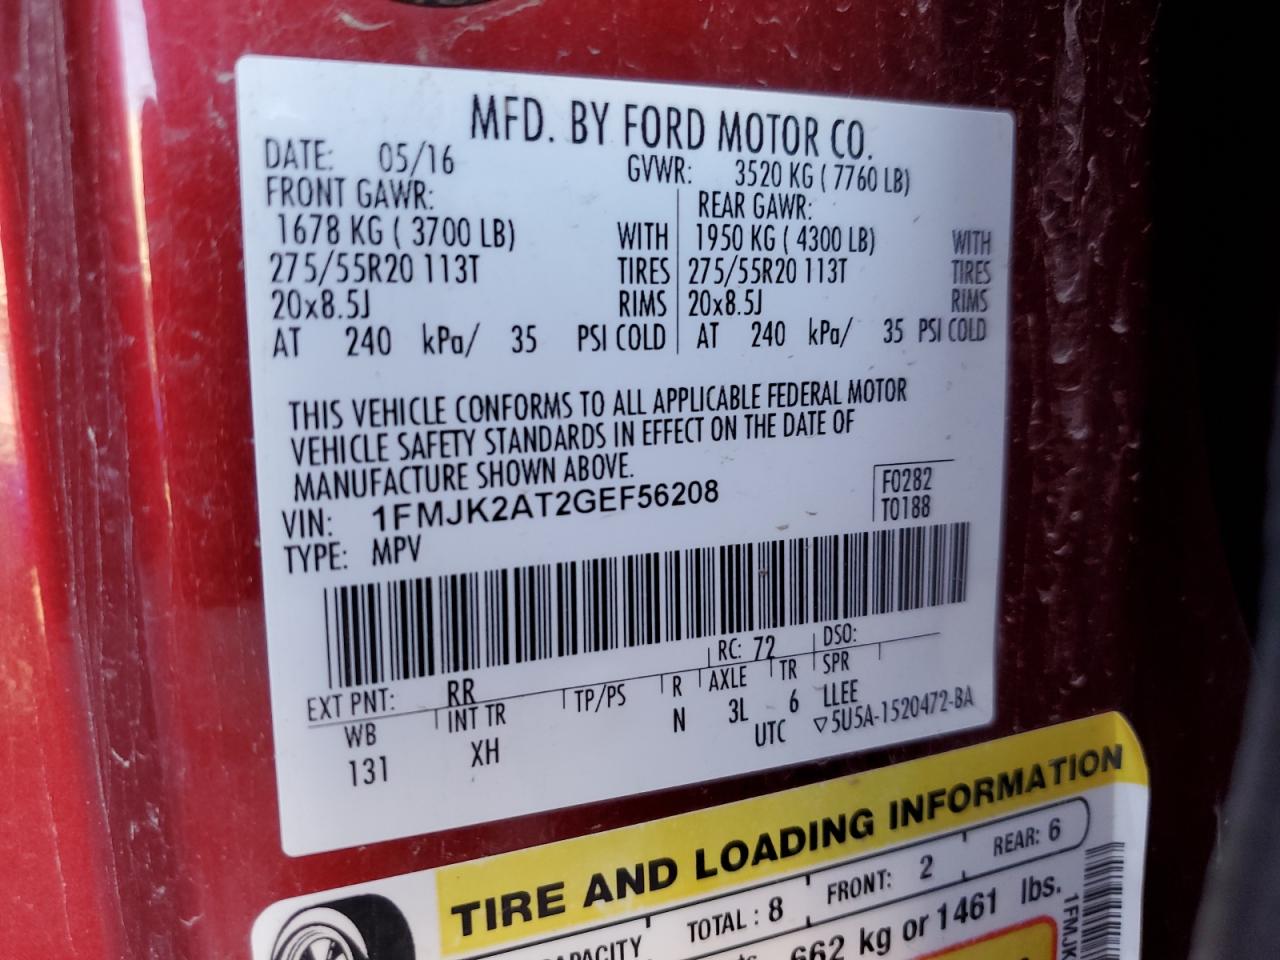 MFD. BY FORD MOTOR CO.
DATE: 05/16 GVWR: 3520 KG ( 7760 LB)
FRONT GAWR: REAR GAWR:
1678 KG ( 3700 LB) WITH 1950 KG ( 4300 LB) WITH
275/55R20 113T TIRES 275/55R20 113T TIRES
20x8.5J RIMS 20x8.5J RIMS
AT 240 kPa/ 35 PSI COLD AT 240 kPa/ 35 PSI COLD
THIS VEHICLE CONFORMS TO ALL APPLICABLE FEDERAL MOTOR
VEHICLE SAFETY STANDARDS IN EFFECT ON THE DATE OF
MANUFACTURE SHOWN ABOVE.
VIN: 1FMJK2AT2GEF56208 F0282
TYPE: MPV T0188
EXT PNT: RR RC: 72 DSO:
WB INT TR TP/PS R AXLE TR SPR
131 XH N 3L 6 LLEE
UTC ▽5U5A-1520472-BA
TIRE AND LOADING INFORMATION
TOTAL : 8 FRONT: 2 REAR: 6
662 kg or 1461 lbs.
1FMJK